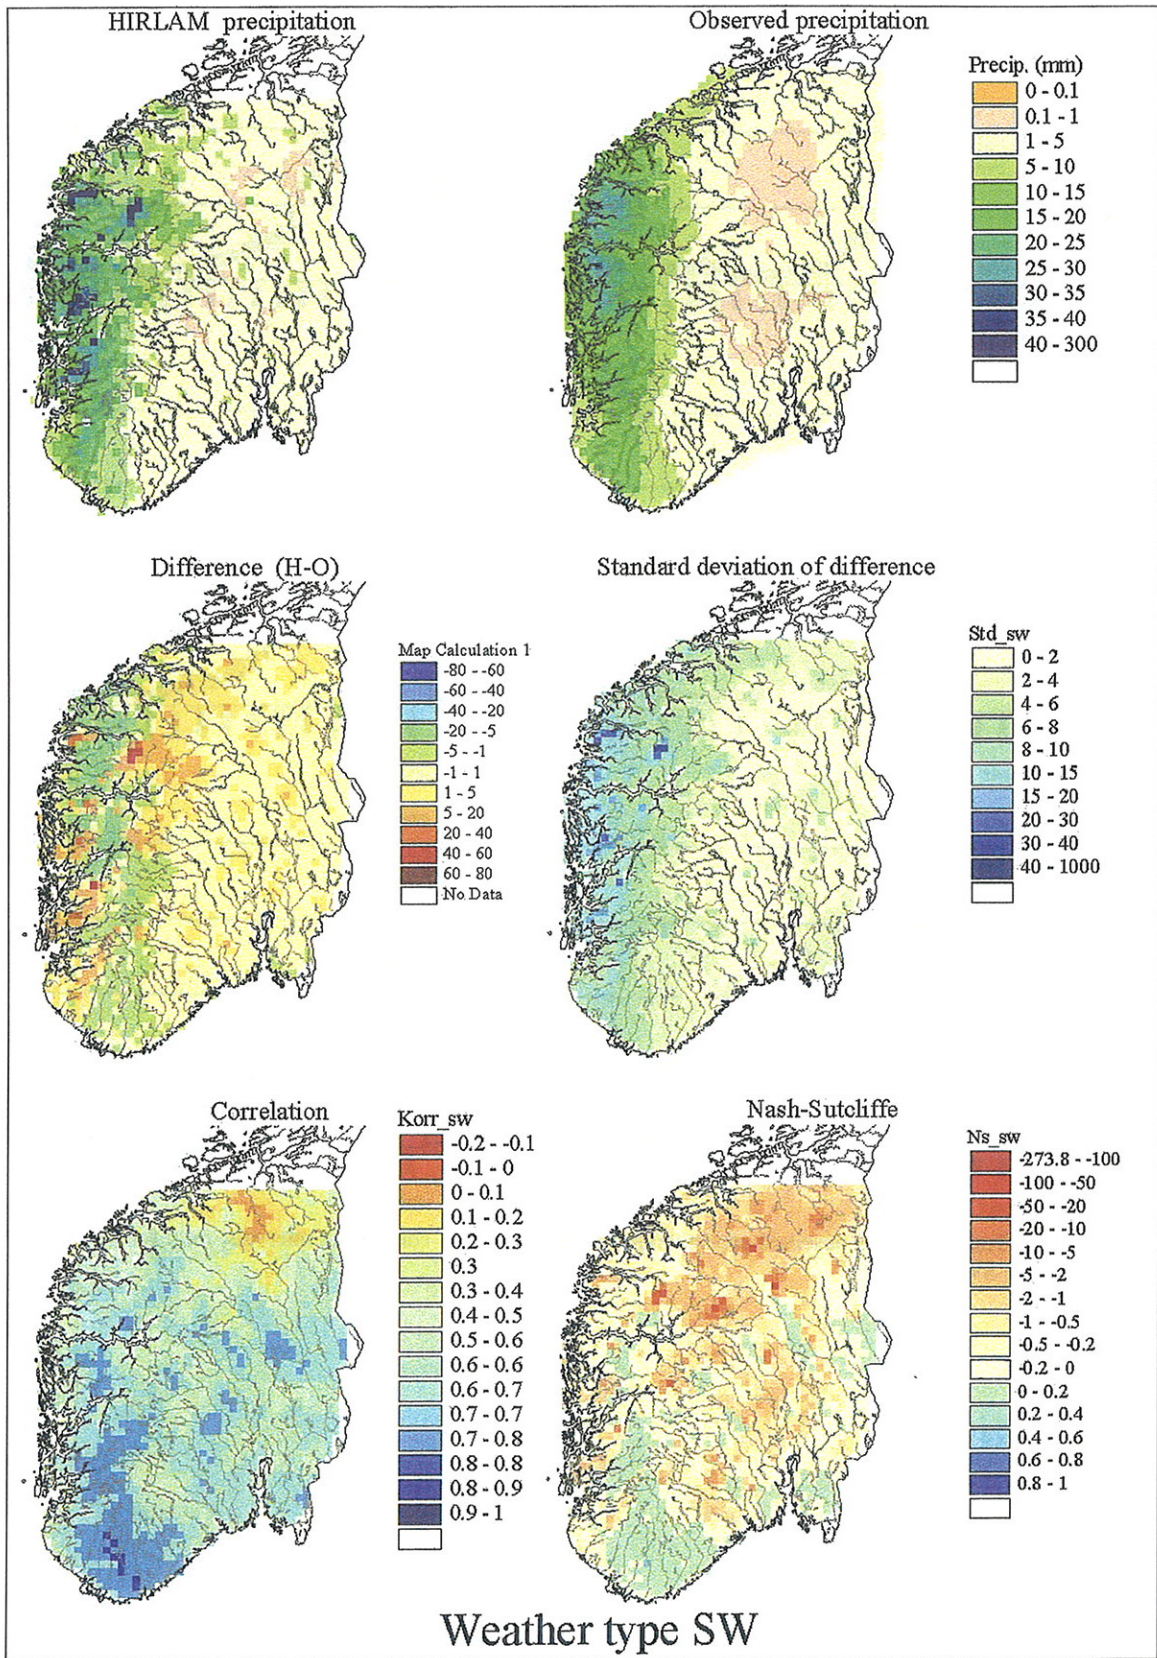 HIRLAM precipitation
Observed precipitation
Precip. (mm)
0 - 0.1
0.1 - 1
1 - 5
5 - 10
10 - 15
15 - 20
20 - 25
25 - 30
30 - 35
35 - 40
40 - 300
Difference (H-O)
Map Calculation 1
-80 - -60
-60 - -40
-40 - -20
-20 - -5
-5 - -1
-1 - 1
1 - 5
5 - 20
20 - 40
40 - 60
60 - 80
No Data
Standard deviation of difference
Std_sw
0 - 2
2 - 4
4 - 6
6 - 8
8 - 10
10 - 15
15 - 20
20 - 30
30 - 40
40 - 1000
Correlation
Korr_sw
-0.2 - -0.1
-0.1 - 0
0 - 0.1
0.1 - 0.2
0.2 - 0.3
0.3
0.3 - 0.4
0.4 - 0.5
0.5 - 0.6
0.6 - 0.6
0.6 - 0.7
0.7 - 0.7
0.7 - 0.8
0.8 - 0.8
0.8 - 0.9
0.9 - 1
Nash-Sutcliffe
Ns_sw
-273.8 - -100
-100 - -50
-50 - -20
-20 - -10
-10 - -5
-5 - -2
-2 - -1
-1 - -0.5
-0.5 - -0.2
-0.2 - 0
0 - 0.2
0.2 - 0.4
0.4 - 0.6
0.6 - 0.8
0.8 - 1
Weather type SW